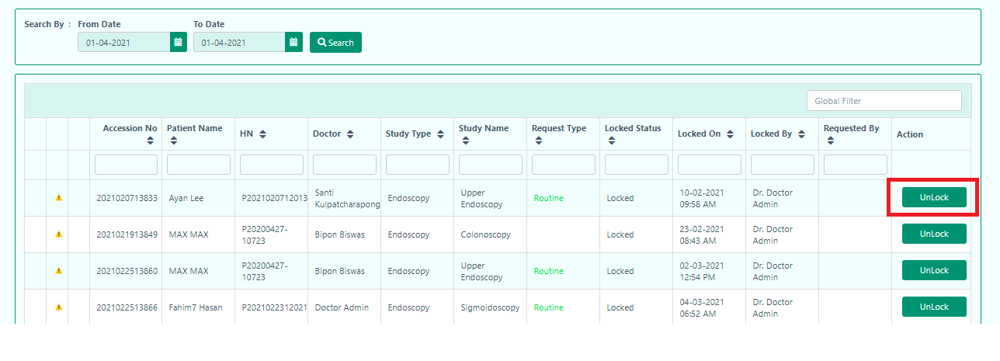 Search By : From Date To Date
01-04-2021 01-04-2021 Search
Global Filter
Accession No Patient Name HN Doctor Study Type Study Name Request Type Locked Status Locked On Locked By Requested By Action
2021020713833 Ayan Lee P2021020712013 Santi Kulpatcharapong Endoscopy Upper Endoscopy Routine Locked 10-02-2021 09:58 AM Dr. Doctor Admin UnLock
2021021913849 MAX MAX P20200427-10723 Bipon Biswas Endoscopy Colonoscopy Locked 23-02-2021 08:43 AM Dr. Doctor Admin UnLock
2021022513860 MAX MAX P20200427-10723 Bipon Biswas Endoscopy Upper Endoscopy Routine Locked 02-03-2021 12:54 PM Dr. Doctor Admin UnLock
2021022513866 Fahim7 Hasan P2021022312021 Doctor Admin Endoscopy Sigmoidoscopy Routine Locked 04-03-2021 06:52 AM Dr. Doctor Admin UnLock